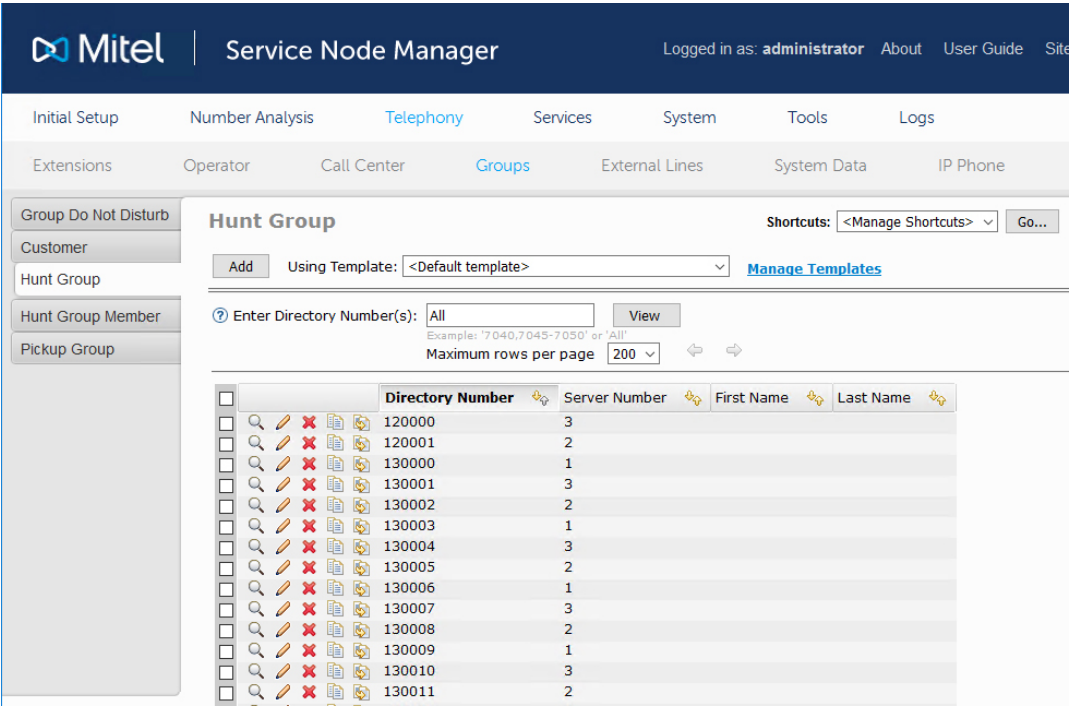 Mitel Service Node Manager Logged in as: administrator About User Guide Site
Initial Setup Number Analysis Telephony Services System Tools Logs
Extensions Operator Call Center Groups External Lines System Data IP Phone
Group Do Not Disturb
Customer
Hunt Group
Hunt Group Member
Pickup Group
Hunt Group Shortcuts: <Manage Shortcuts> Go...
Add Using Template: <Default template> Manage Templates
? Enter Directory Number(s): All View
Example: '7040,7045-7050' or 'All'
Maximum rows per page 200
Directory Number Server Number First Name Last Name
120000 3
120001 2
130000 1
130001 3
130002 2
130003 1
130004 3
130005 2
130006 1
130007 3
130008 2
130009 1
130010 3
130011 2